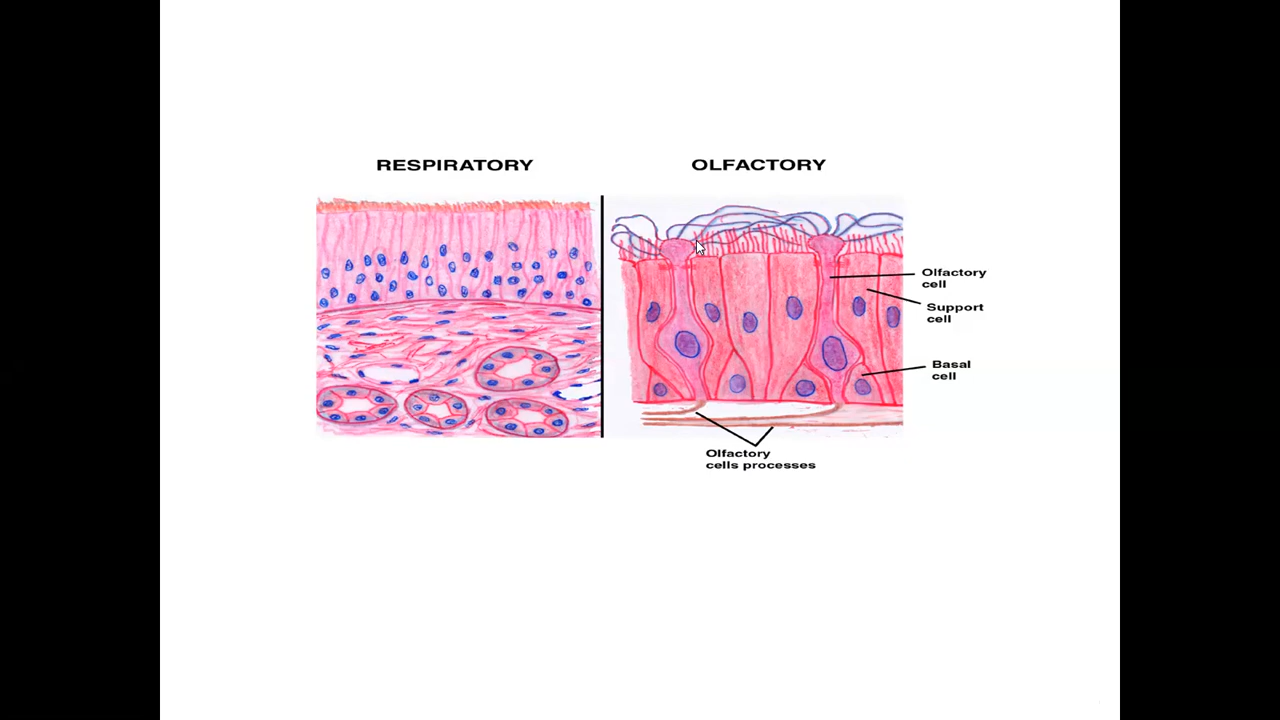 RESPIRATORY
OLFACTORY
Olfactory
cell
Support
cell
Basal
cell
Olfactory
cells processes